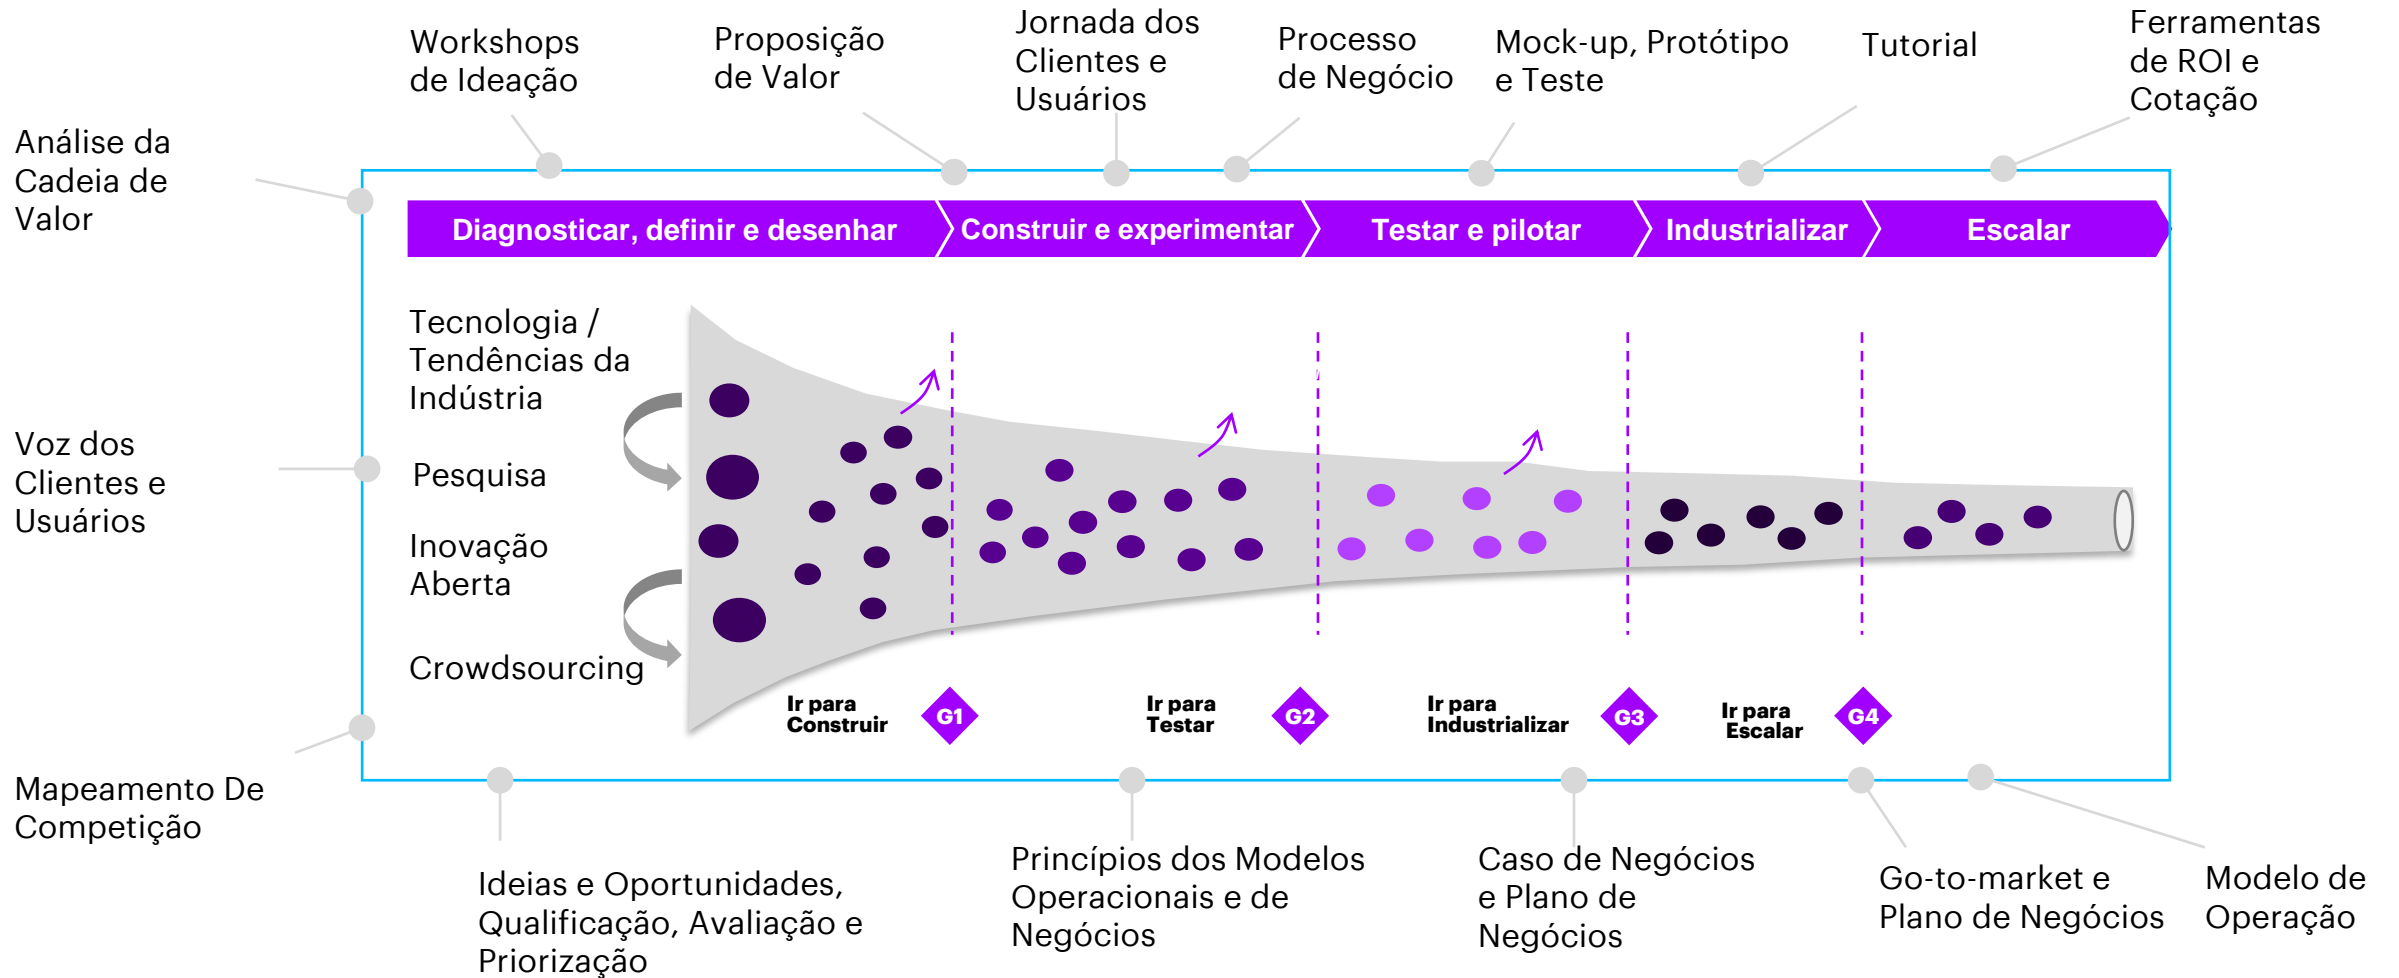 Workshops
de Ideação
Proposição
de Valor
Jornada dos
Clientes e
Usuários
Processo
de Negócio
Mock-up, Protótipo
e Teste
Tutorial
Ferramentas
de ROI e
Cotação
Análise da
Cadeia de
Valor
Voz dos
Clientes e
Usuários
Mapeamento De
Competição
Diagnosticar, definir e desenhar
Construir e experimentar
Testar e pilotar
Industrializar
Escalar
Tecnologia /
Tendências da
Indústria
Pesquisa
Inovação
Aberta
Crowdsourcing
Ir para
Construir
G1
Ir para
Testar
G2
Ir para
Industrializar
G3
Ir para
Escalar
G4
Ideias e Oportunidades,
Qualificação, Avaliação e
Priorização
Princípios dos Modelos
Operacionais e de
Negócios
Caso de Negócios
e Plano de
Negócios
Go-to-market e
Plano de Negócios
Modelo de
Operação